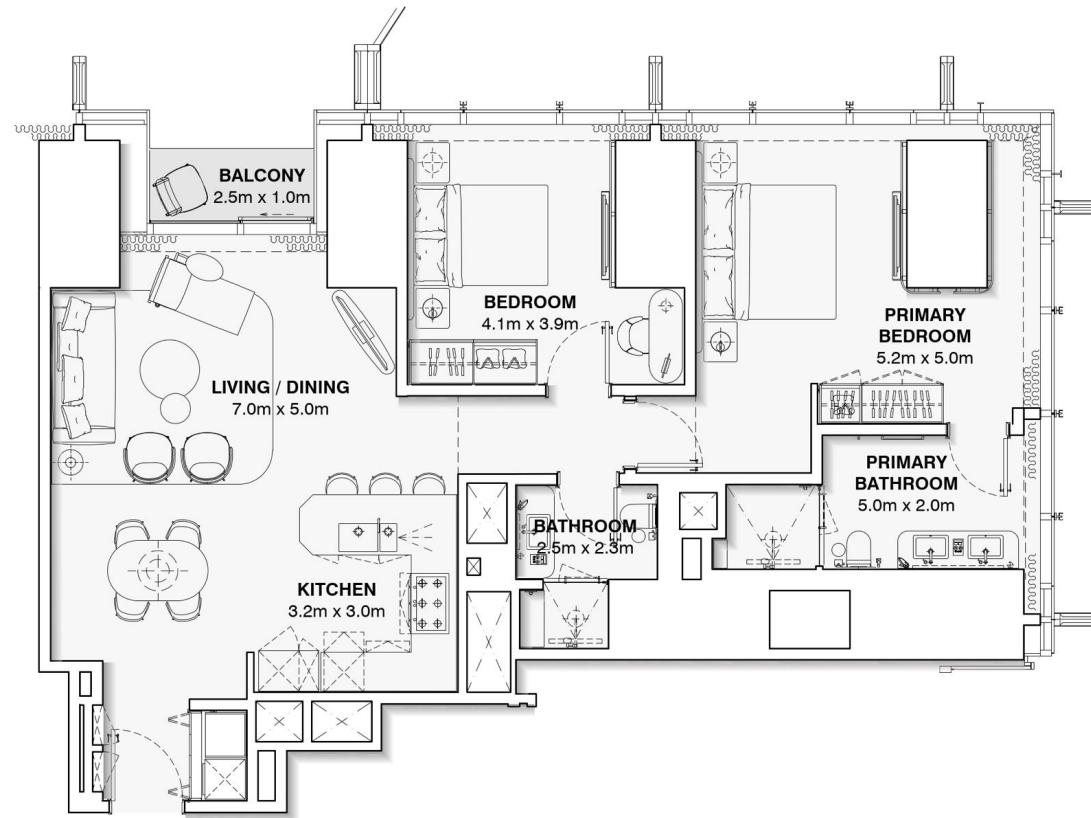 BALCONY
2.5m x 1.0m
BEDROOM
4.1m x 3.9m
PRIMARY
BEDROOM
5.2m x 5.0m
LIVING / DINING
7.0m x 5.0m
PRIMARY
BATHROOM
5.0m x 2.0m
BATHROOM
2.5m x 2.3m
KITCHEN
3.2m x 3.0m